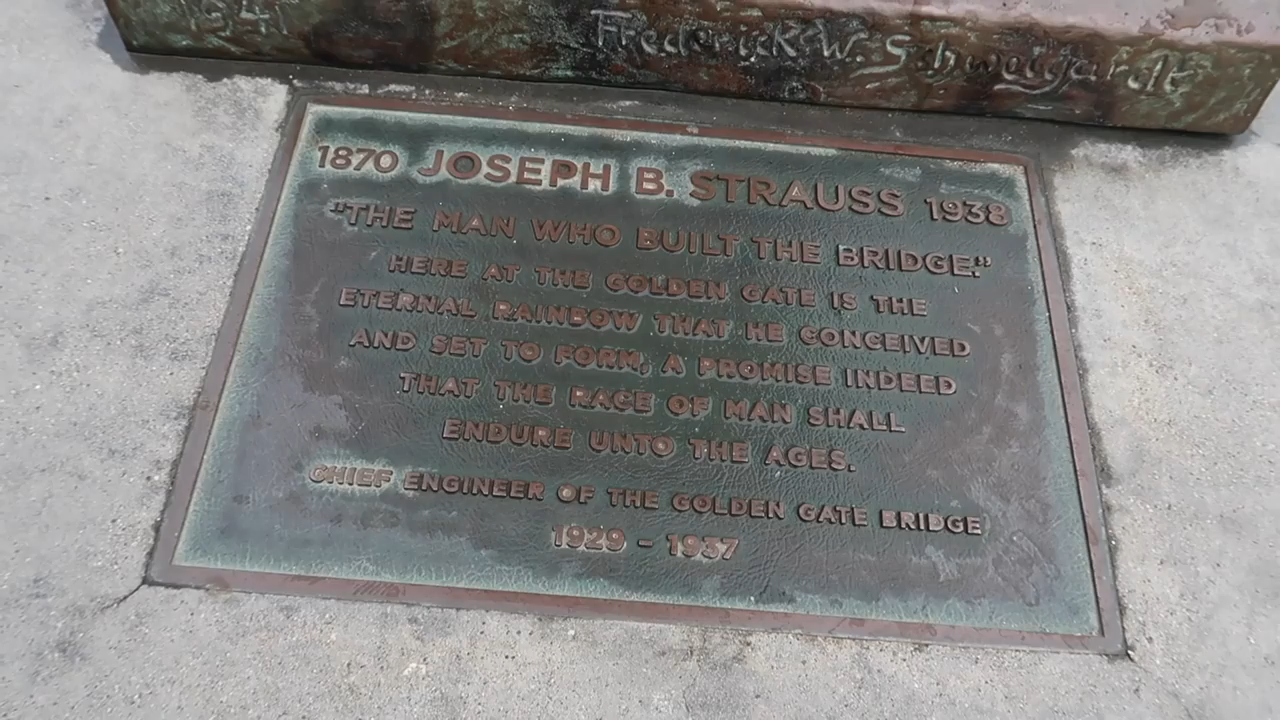 1941
Frederick W. Schweigardt
1870 JOSEPH B. STRAUSS 1938
"THE MAN WHO BUILT THE BRIDGE."
HERE AT THE GOLDEN GATE IS THE
ETERNAL RAINBOW THAT HE CONCEIVED
AND SET TO FORM, A PROMISE INDEED
THAT THE RACE OF MAN SHALL
ENDURE UNTO THE AGES.
CHIEF ENGINEER OF THE GOLDEN GATE BRIDGE
1929 - 1937